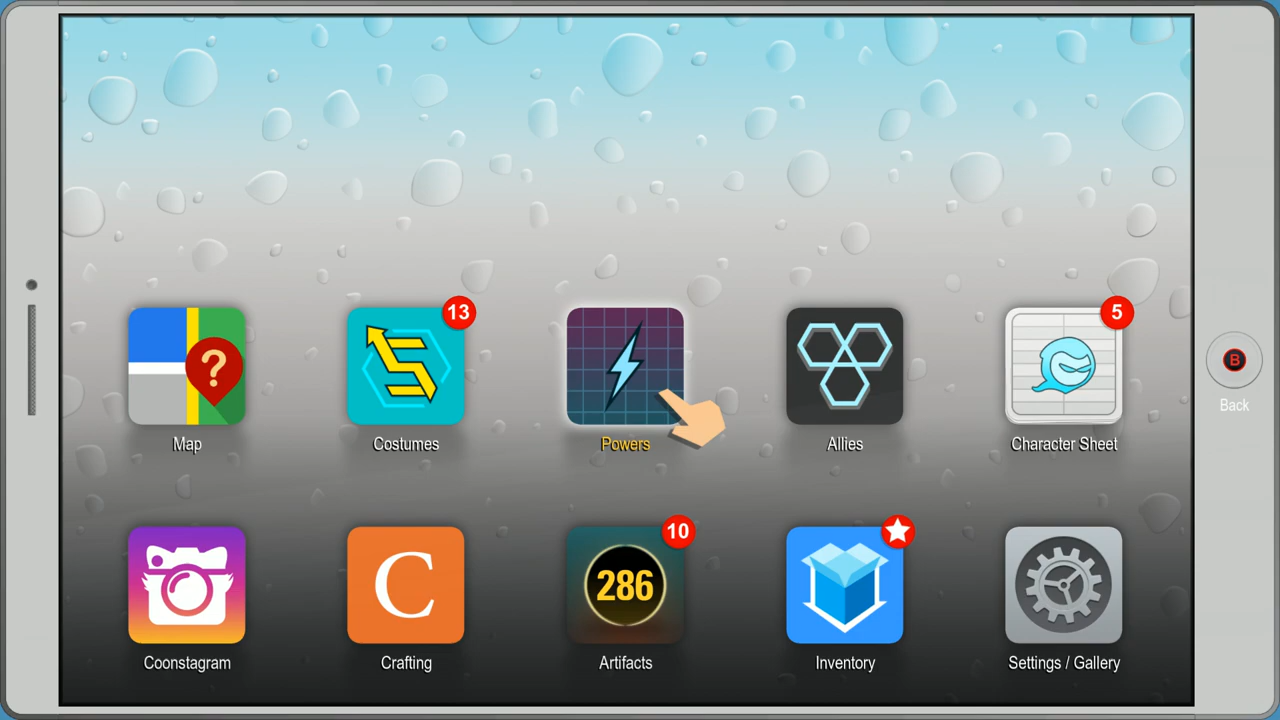 13
5
?
B
Back
Map
Costumes
Powers
Allies
Character Sheet
10
C
286
Coonstagram
Crafting
Artifacts
Inventory
Settings / Gallery